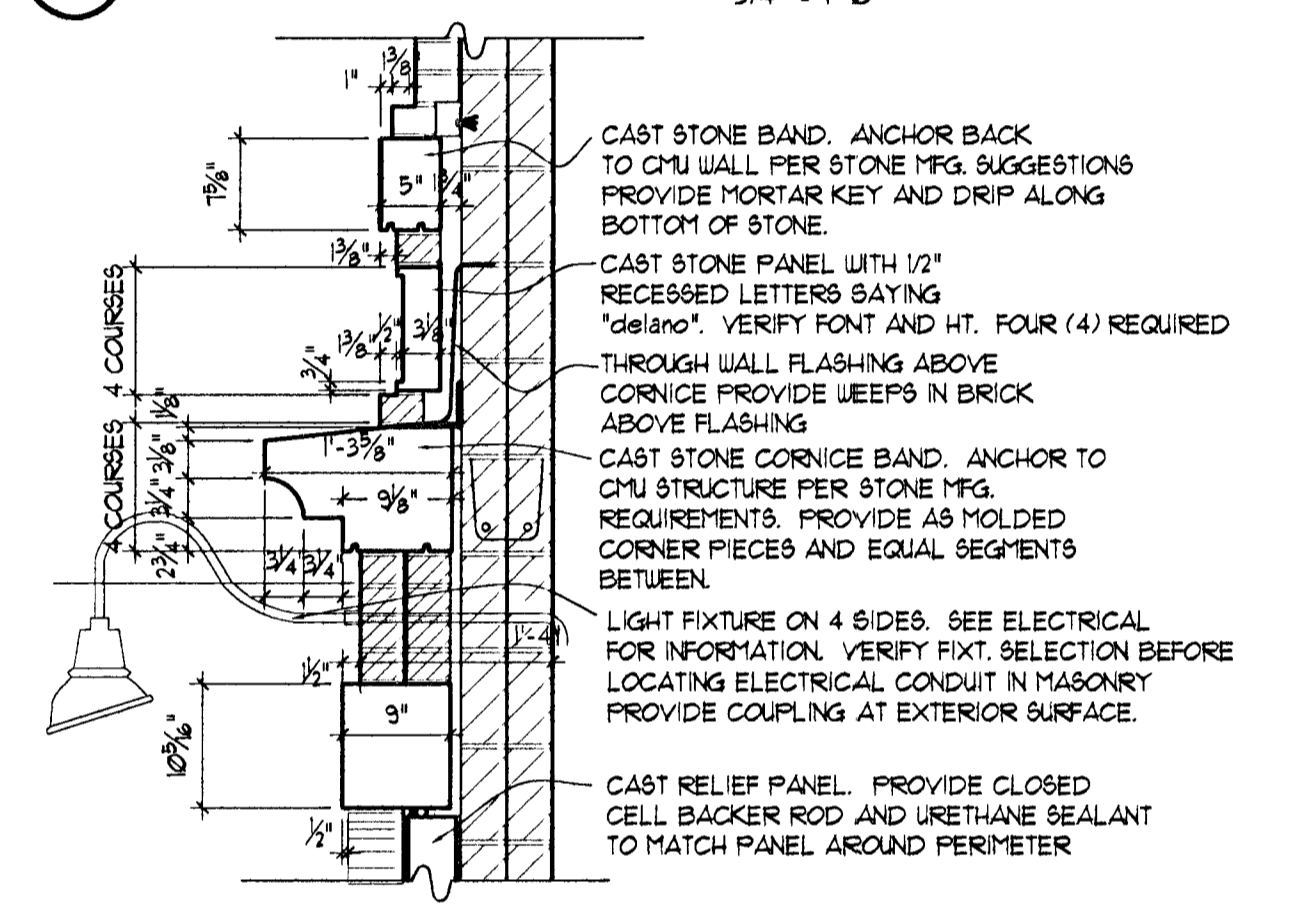 1 3/8
1"
7 5/8"
5"
1 3/4"
CAST STONE BAND. ANCHOR BACK
TO CMU WALL PER STONE MFG. SUGGESTIONS
PROVIDE MORTAR KEY AND DRIP ALONG
BOTTOM OF STONE.
1 3/8"
4 COURSES
1 3/8"
1/2"
3 1/8"
3/4"
CAST STONE PANEL WITH 1/2"
RECESSED LETTERS SAYING
"delano". VERIFY FONT AND HT. FOUR (4) REQUIRED
THROUGH WALL FLASHING ABOVE
CORNICE PROVIDE WEEPS IN BRICK
ABOVE FLASHING
4 COURSES
1 1/8"
3 3/8"
3 1/4"
2 3/4"
1'-3 5/8"
9 1/8"
3 1/4"
3 1/4"
CAST STONE CORNICE BAND. ANCHOR TO
CMU STRUCTURE PER STONE MFG.
REQUIREMENTS. PROVIDE AS MOLDED
CORNER PIECES AND EQUAL SEGMENTS
BETWEEN.
1'-4"
LIGHT FIXTURE ON 4 SIDES. SEE ELECTRICAL
FOR INFORMATION. VERIFY FIXT. SELECTION BEFORE
LOCATING ELECTRICAL CONDUIT IN MASONRY
PROVIDE COUPLING AT EXTERIOR SURFACE.
1 1/2"
9"
10 5/16"
1/2"
CAST RELIEF PANEL. PROVIDE CLOSED
CELL BACKER ROD AND URETHANE SEALANT
TO MATCH PANEL AROUND PERIMETER